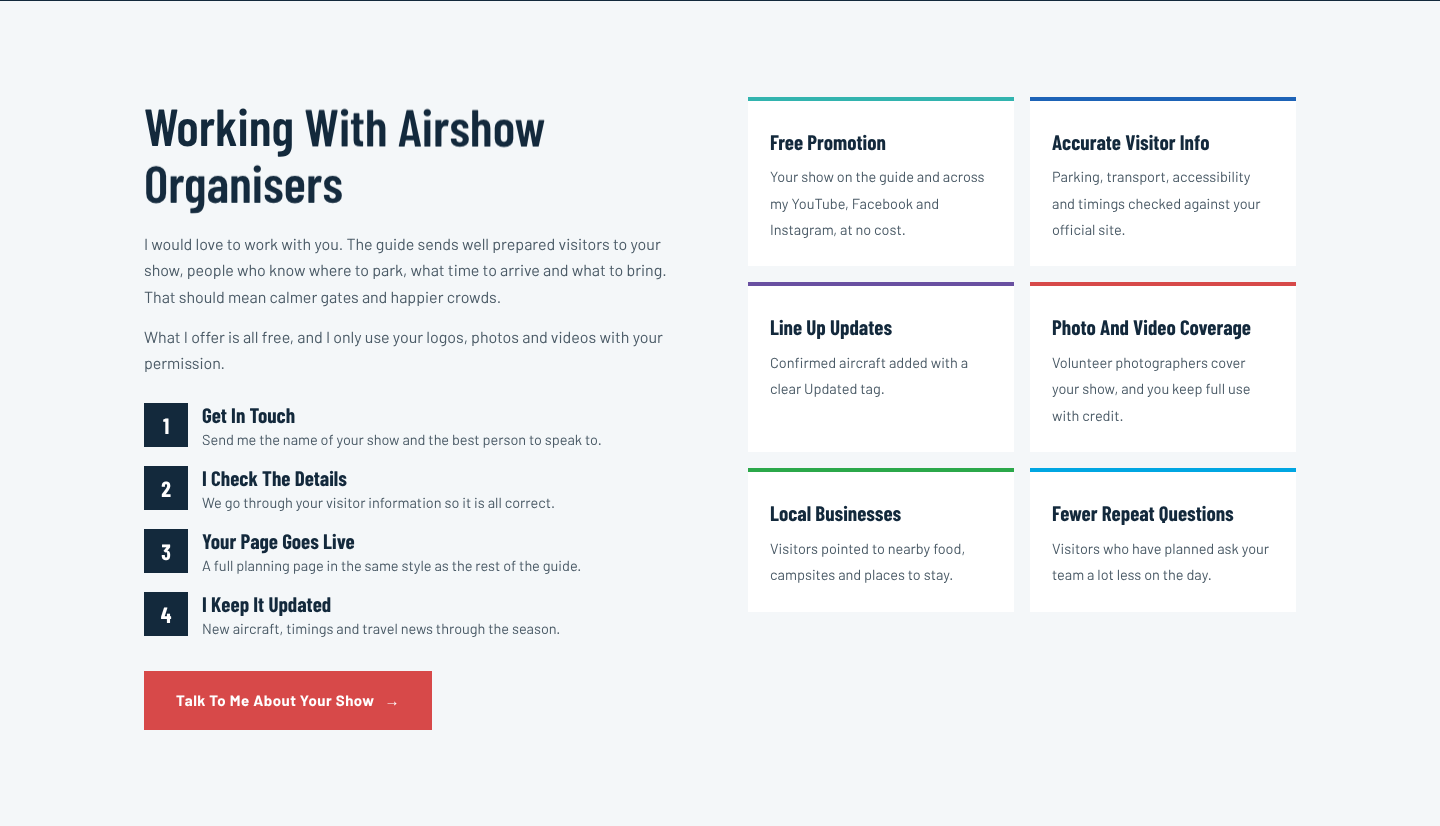 Working With Airshow
Organisers
I would love to work with you. The guide sends well prepared visitors to your
show, people who know where to park, what time to arrive and what to bring.
That should mean calmer gates and happier crowds.
What I offer is all free, and I only use your logos, photos and videos with your
permission.
1
Get In Touch
Send me the name of your show and the best person to speak to.
2
I Check The Details
We go through your visitor information so it is all correct.
3
Your Page Goes Live
A full planning page in the same style as the rest of the guide.
4
I Keep It Updated
New aircraft, timings and travel news through the season.
Talk To Me About Your Show →
Free Promotion
Your show on the guide and across
my YouTube, Facebook and
Instagram, at no cost.
Accurate Visitor Info
Parking, transport, accessibility
and timings checked against your
official site.
Line Up Updates
Confirmed aircraft added with a
clear Updated tag.
Photo And Video Coverage
Volunteer photographers cover
your show, and you keep full use
with credit.
Local Businesses
Visitors pointed to nearby food,
campsites and places to stay.
Fewer Repeat Questions
Visitors who have planned ask your
team a lot less on the day.